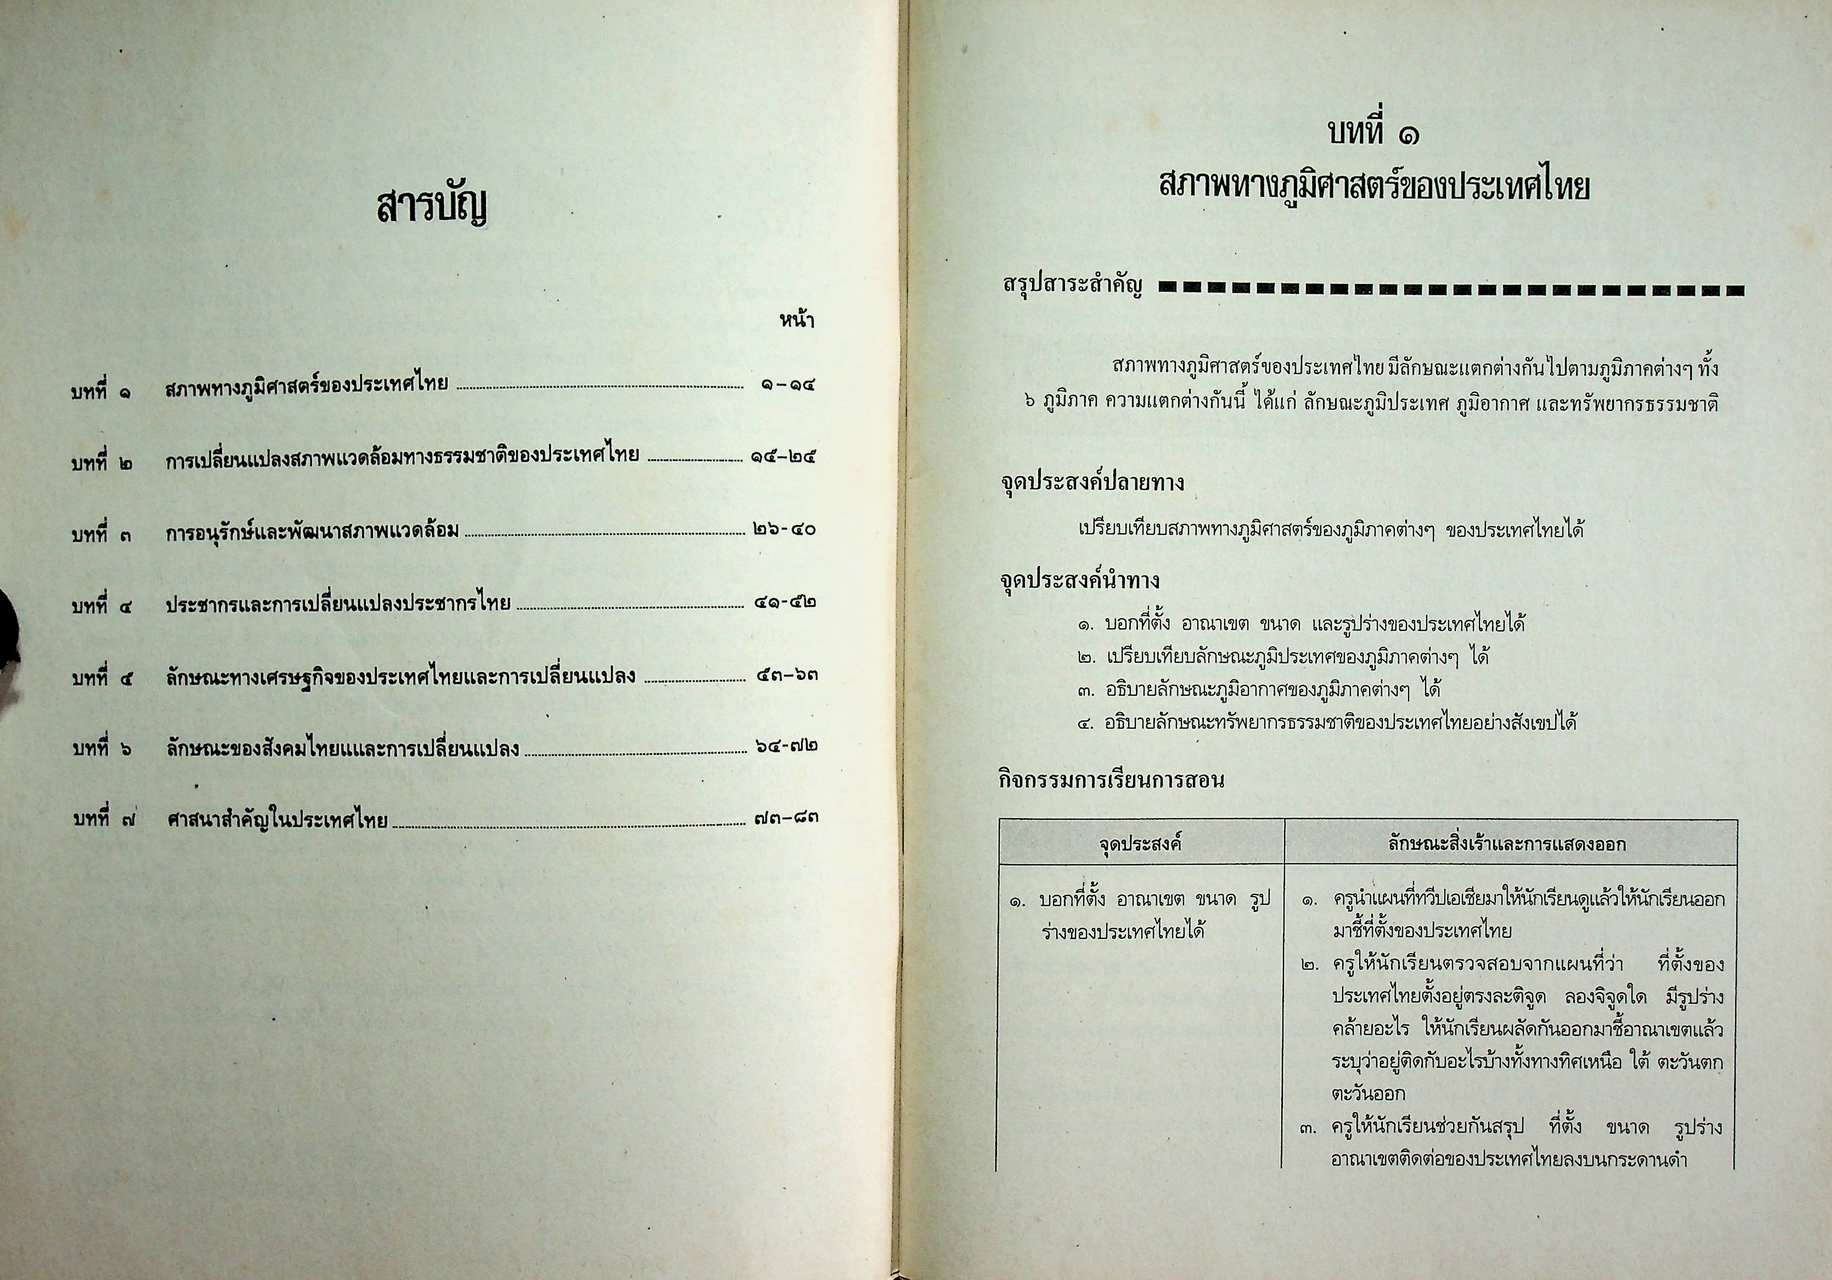 สารบัญ
หน้า
บทที่ ๑ สภาพทางภูมิศาสตร์ของประเทศไทย ๑-๑๔
บทที่ ๒ การเปลี่ยนแปลงสภาพแวดล้อมทางธรรมชาติของประเทศไทย ๑๕-๒๕
บทที่ ๓ การอนุรักษ์และพัฒนาสภาพแวดล้อม ๒๖-๔๐
บทที่ ๔ ประชากรและการเปลี่ยนแปลงประชากรไทย ๔๑-๕๒
บทที่ ๕ ลักษณะทางเศรษฐกิจของประเทศไทยและการเปลี่ยนแปลง ๕๓-๖๓
บทที่ ๖ ลักษณะของสังคมไทยแและการเปลี่ยนแปลง ๖๔-๗๒
บทที่ ๗ ศาสนาสำคัญในประเทศไทย ๗๓-๘๓
บทที่ ๑
สภาพทางภูมิศาสตร์ของประเทศไทย
สรุปสาระสำคัญ
สภาพทางภูมิศาสตร์ของประเทศไทย มีลักษณะแตกต่างกันไปตามภูมิภาคต่างๆ ทั้ง
๖ ภูมิภาค ความแตกต่างกันนี้ ได้แก่ ลักษณะภูมิประเทศ ภูมิอากาศ และทรัพยากรธรรมชาติ
จุดประสงค์ปลายทาง
เปรียบเทียบสภาพทางภูมิศาสตร์ของภูมิภาคต่างๆ ของประเทศไทยได้
จุดประสงค์นำทาง
๑. บอกที่ตั้ง อาณาเขต ขนาด และรูปร่างของประเทศไทยได้
๒. เปรียบเทียบลักษณะภูมิประเทศของภูมิภาคต่างๆ ได้
๓. อธิบายลักษณะภูมิอากาศของภูมิภาคต่างๆ ได้
๔. อธิบายลักษณะทรัพยากรธรรมชาติของประเทศไทยอย่างสังเขปได้
กิจกรรมการเรียนการสอน
จุดประสงค์
๑. บอกที่ตั้ง อาณาเขต ขนาด รูป
ร่างของประเทศไทยได้
ลักษณะสิ่งเร้าและการแสดงออก
๑. ครูนำแผนที่ทวีปเอเชียมาให้นักเรียนดูแล้วให้นักเรียนออก
มาชี้ที่ตั้งของประเทศไทย
๒. ครูให้นักเรียนตรวจสอบจากแผนที่ว่า ที่ตั้งของ
ประเทศไทยตั้งอยู่ตรงละติจูด ลองจิจูดใด มีรูปร่าง
คล้ายอะไร ให้นักเรียนผลัดกันออกมาชี้อาณาเขตแล้ว
ระบุว่าอยู่ติดกับอะไรบ้างทั้งทางทิศเหนือ ใต้ ตะวันตก
ตะวันออก
๓. ครูให้นักเรียนช่วยกันสรุป ที่ตั้ง ขนาด รูปร่าง
อาณาเขตติดต่อของประเทศไทยลงบนกระดานดำ